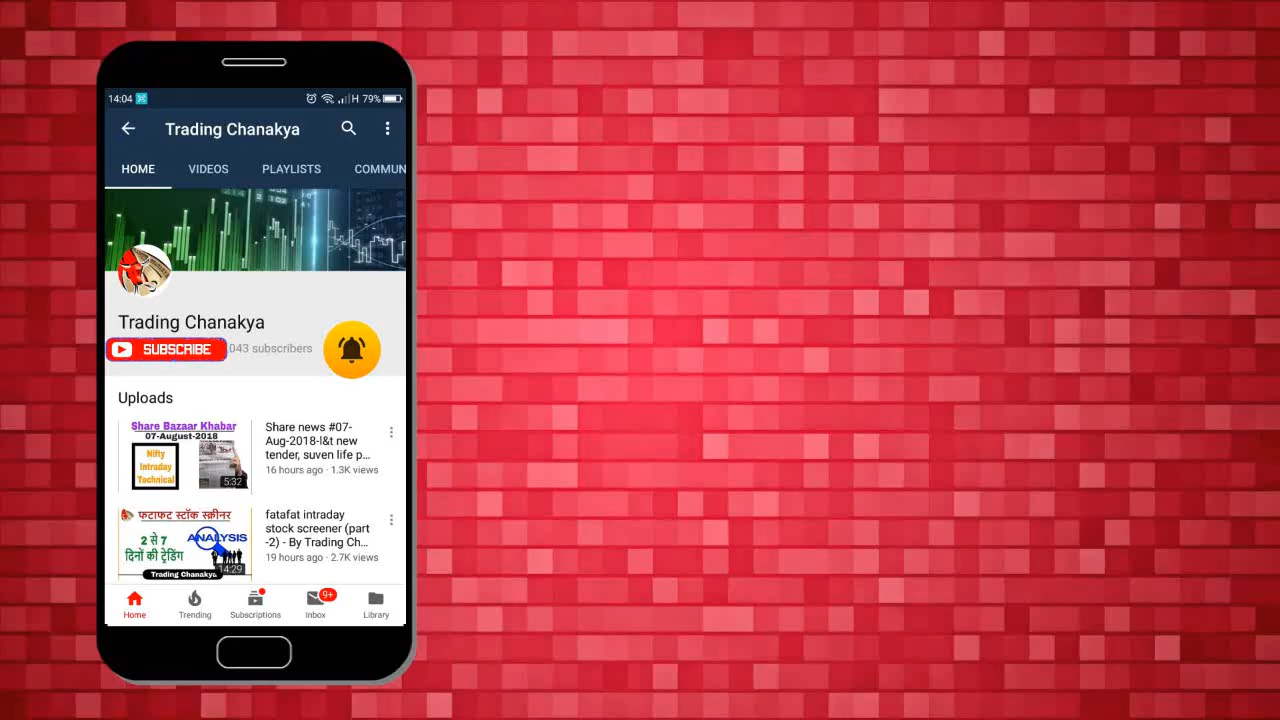 14:04
H 79%
Trading Chanakya
HOME VIDEOS PLAYLISTS COMMUN
Trading Chanakya
SUBSCRIBE 043 subscribers
Uploads
Share Bazaar Khabar
07-August-2018
Nifty
Intraday
Technical
5:32
Share news #07-
Aug-2018-l&t new
tender, suven life p...
16 hours ago · 1.3K views
फटाफट स्टॉक स्क्रीनर
2 से 7
दिनों की ट्रेडिंग
ANALYSIS
14:29
Trading Chanakya
fatafat intraday
stock screener (part
-2) - By Trading Ch...
19 hours ago · 2.7K views
9+
Home Trending Subscriptions Inbox Library